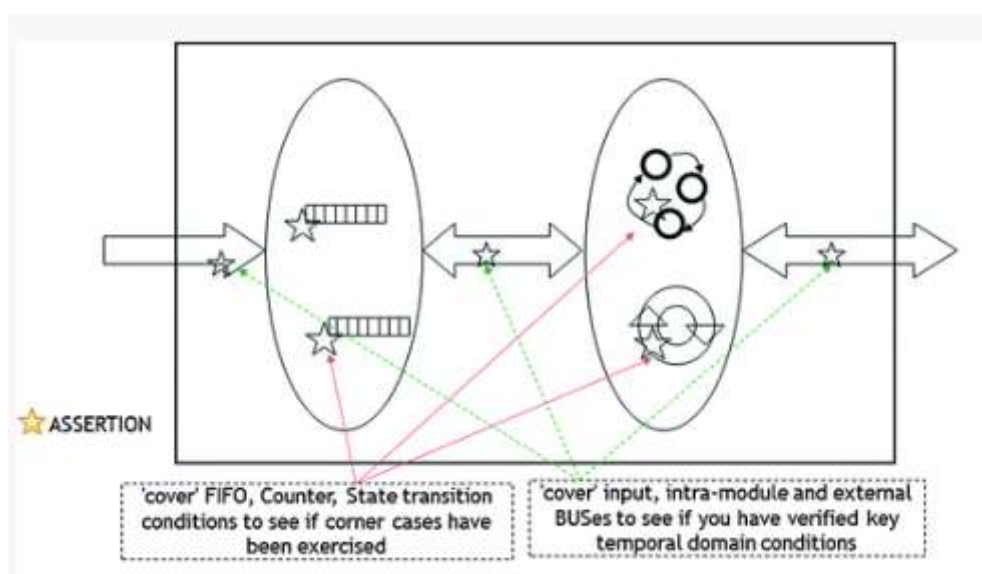 ASSERTION
'cover' FIFO, Counter, State transition
conditions to see if corner cases have
been exercised
'cover' input, intra-module and external
BUSes to see if you have verified key
temporal domain conditions